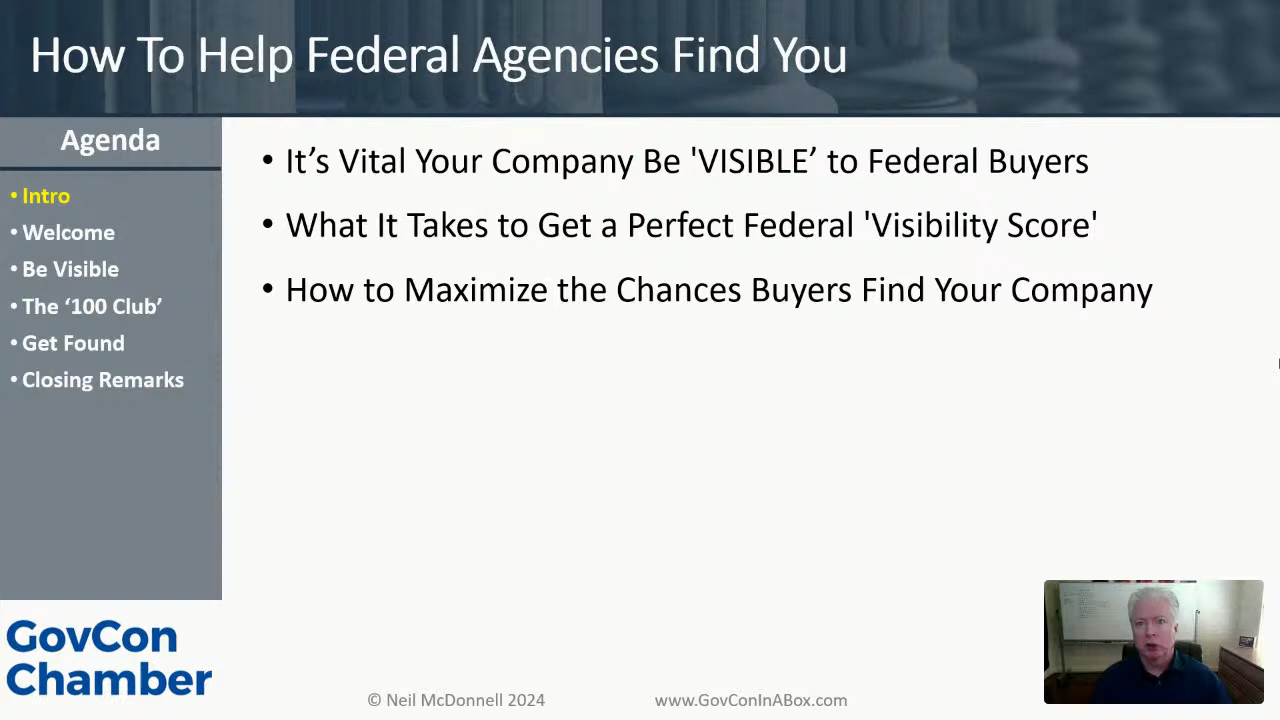 How To Help Federal Agencies Find You
Agenda
• Intro
• Welcome
• Be Visible
• The ‘100 Club’
• Get Found
• Closing Remarks
• It’s Vital Your Company Be 'VISIBLE’ to Federal Buyers
• What It Takes to Get a Perfect Federal 'Visibility Score'
• How to Maximize the Chances Buyers Find Your Company
GovCon
Chamber
© Neil McDonnell 2024
www.GovConInABox.com